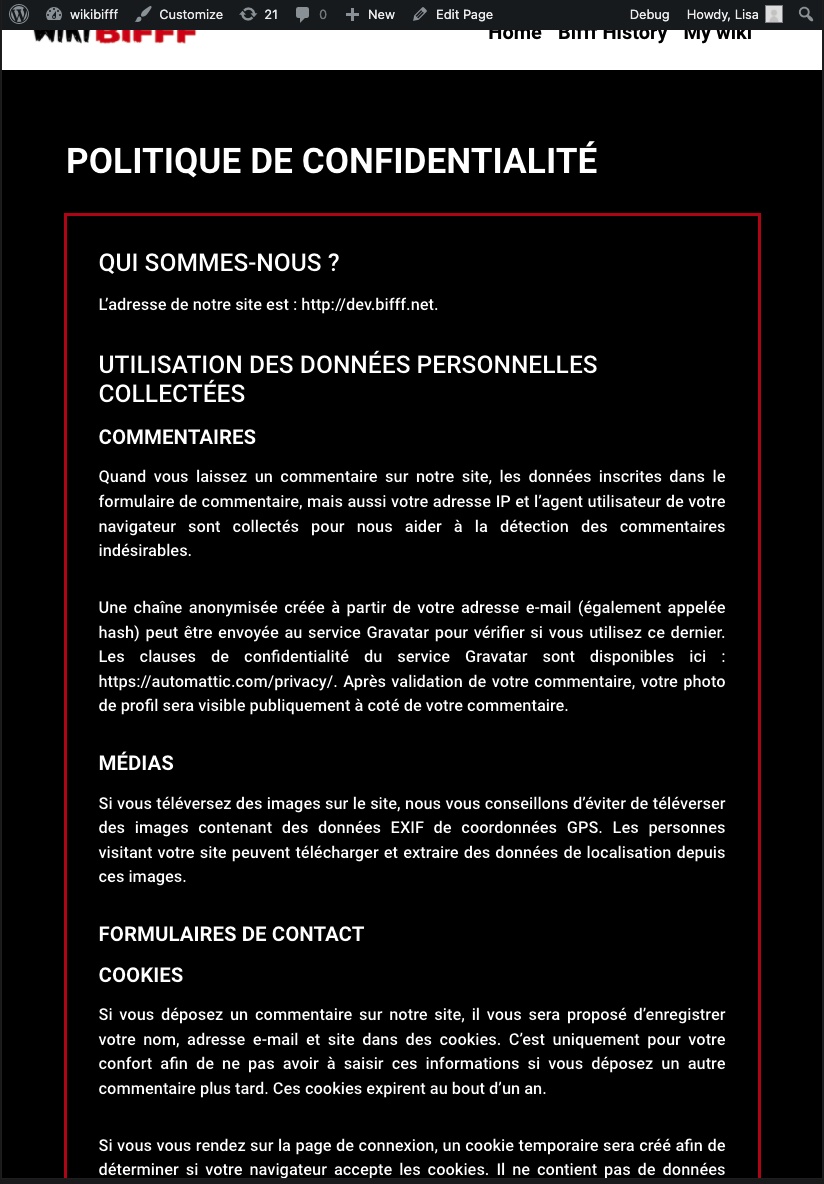 wikibifff Customize 21 0 New Edit Page Debug Howdy, Lisa
WIKI BIFFF Home Bifff History My wiki
POLITIQUE DE CONFIDENTIALITÉ
QUI SOMMES-NOUS ?
L’adresse de notre site est : http://dev.bifff.net.
UTILISATION DES DONNÉES PERSONNELLES
COLLECTÉES
COMMENTAIRES
Quand vous laissez un commentaire sur notre site, les données inscrites dans le
formulaire de commentaire, mais aussi votre adresse IP et l’agent utilisateur de votre
navigateur sont collectés pour nous aider à la détection des commentaires
indésirables.
Une chaîne anonymisée créée à partir de votre adresse e-mail (également appelée
hash) peut être envoyée au service Gravatar pour vérifier si vous utilisez ce dernier.
Les clauses de confidentialité du service Gravatar sont disponibles ici :
https://automattic.com/privacy/. Après validation de votre commentaire, votre photo
de profil sera visible publiquement à coté de votre commentaire.
MÉDIAS
Si vous téléversez des images sur le site, nous vous conseillons d’éviter de téléverser
des images contenant des données EXIF de coordonnées GPS. Les personnes
visitant votre site peuvent télécharger et extraire des données de localisation depuis
ces images.
FORMULAIRES DE CONTACT
COOKIES
Si vous déposez un commentaire sur notre site, il vous sera proposé d’enregistrer
votre nom, adresse e-mail et site dans des cookies. C’est uniquement pour votre
confort afin de ne pas avoir à saisir ces informations si vous déposez un autre
commentaire plus tard. Ces cookies expirent au bout d’un an.
Si vous vous rendez sur la page de connexion, un cookie temporaire sera créé afin de
déterminer si votre navigateur accepte les cookies. Il ne contient pas de données